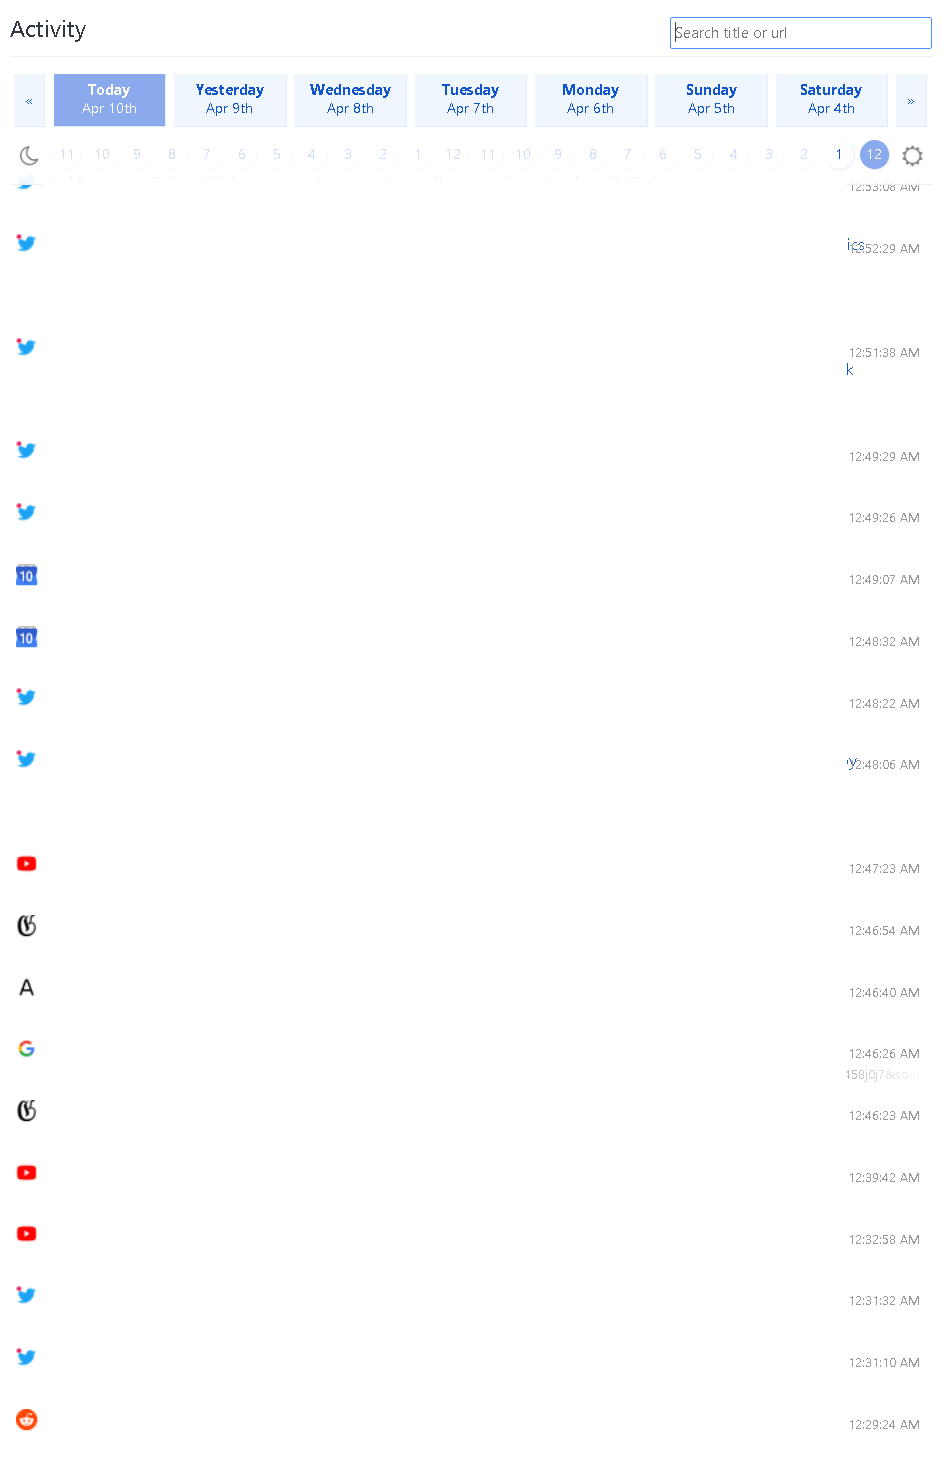 Activity
Search title or url
«
Today
Apr 10th
Yesterday
Apr 9th
Wednesday
Apr 8th
Tuesday
Apr 7th
Monday
Apr 6th
Sunday
Apr 5th
Saturday
Apr 4th
»
11 10 9 8 7 6 5 4 3 2 1 12 11 10 9 8 7 6 5 4 3 2 1 12
12:53:08 AM
ics
12:52:29 AM
12:51:38 AM
k
12:49:29 AM
12:49:26 AM
10
12:49:07 AM
10
12:48:32 AM
12:48:22 AM
y
12:48:06 AM
12:47:23 AM
12:46:54 AM
A
12:46:40 AM
G
12:46:26 AM
458j0j7&sou
12:46:23 AM
12:39:42 AM
12:32:58 AM
12:31:32 AM
12:31:10 AM
12:29:24 AM